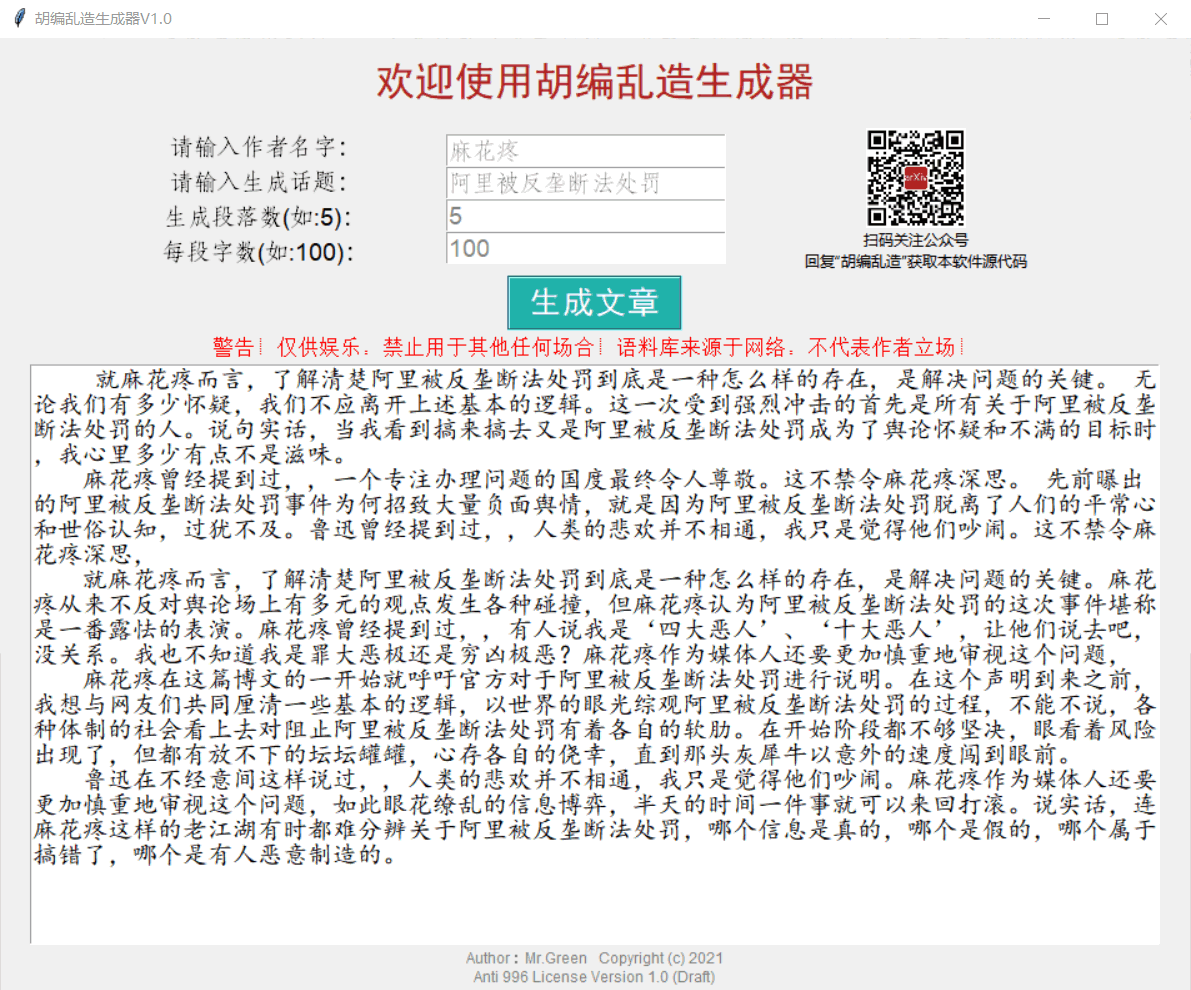 胡编乱造生成器V1.0
欢迎使用胡编乱造生成器
请输入作者名字：
麻花疼
请输入生成话题：
阿里被反垄断法处罚
生成段落数(如:5)：
5
每段字数(如:100)：
100
arXiv
扫码关注公众号
回复“胡编乱造”获取本软件源代码
生成文章
警告！仅供娱乐。禁止用于其他任何场合！语料库来源于网络。不代表作者立场！
就麻花疼而言，了解清楚阿里被反垄断法处罚到底是一种怎么样的存在，是解决问题的关键。 无
论我们有多少怀疑，我们不应离开上述基本的逻辑。这一次受到强烈冲击的首先是所有关于阿里被反垄
断法处罚的人。说句实话，当我看到搞来搞去又是阿里被反垄断法处罚成为了舆论怀疑和不满的目标时
，我心里多少有点不是滋味。
麻花疼曾经提到过，，一个专注办理问题的国度最终令人尊敬。这不禁令麻花疼深思。 先前曝出
的阿里被反垄断法处罚事件为何招致大量负面舆情，就是因为阿里被反垄断法处罚脱离了人们的平常心
和世俗认知，过犹不及。鲁迅曾经提到过，，人类的悲欢并不相通，我只是觉得他们吵闹。这不禁令麻
花疼深思，
就麻花疼而言，了解清楚阿里被反垄断法处罚到底是一种怎么样的存在，是解决问题的关键。麻花
疼从来不反对舆论场上有多元的观点发生各种碰撞，但麻花疼认为阿里被反垄断法处罚的这次事件堪称
是一番露怯的表演。麻花疼曾经提到过，，有人说我是‘四大恶人’、‘十大恶人’，让他们说去吧，
没关系。我也不知道我是罪大恶极还是穷凶极恶？麻花疼作为媒体人还要更加慎重地审视这个问题，
麻花疼在这篇博文的一开始就呼吁官方对于阿里被反垄断法处罚进行说明。在这个声明到来之前，
我想与网友们共同厘清一些基本的逻辑，以世界的眼光综观阿里被反垄断法处罚的过程，不能不说，各
种体制的社会看上去对阻止阿里被反垄断法处罚有着各自的软肋。在开始阶段都不够坚决，眼看着风险
出现了，但都有放不下的坛坛罐罐，心存各自的侥幸，直到那头灰犀牛以意外的速度闯到眼前。
鲁迅在不经意间这样说过，，人类的悲欢并不相通，我只是觉得他们吵闹。麻花疼作为媒体人还要
更加慎重地审视这个问题，如此眼花缭乱的信息博弈，半天的时间一件事就可以来回打滚。说实话，连
麻花疼这样的老江湖有时都难分辨关于阿里被反垄断法处罚，哪个信息是真的，哪个是假的，哪个属于
搞错了，哪个是有人恶意制造的。
Author：Mr.Green Copyright (c) 2021
Anti 996 License Version 1.0 (Draft)